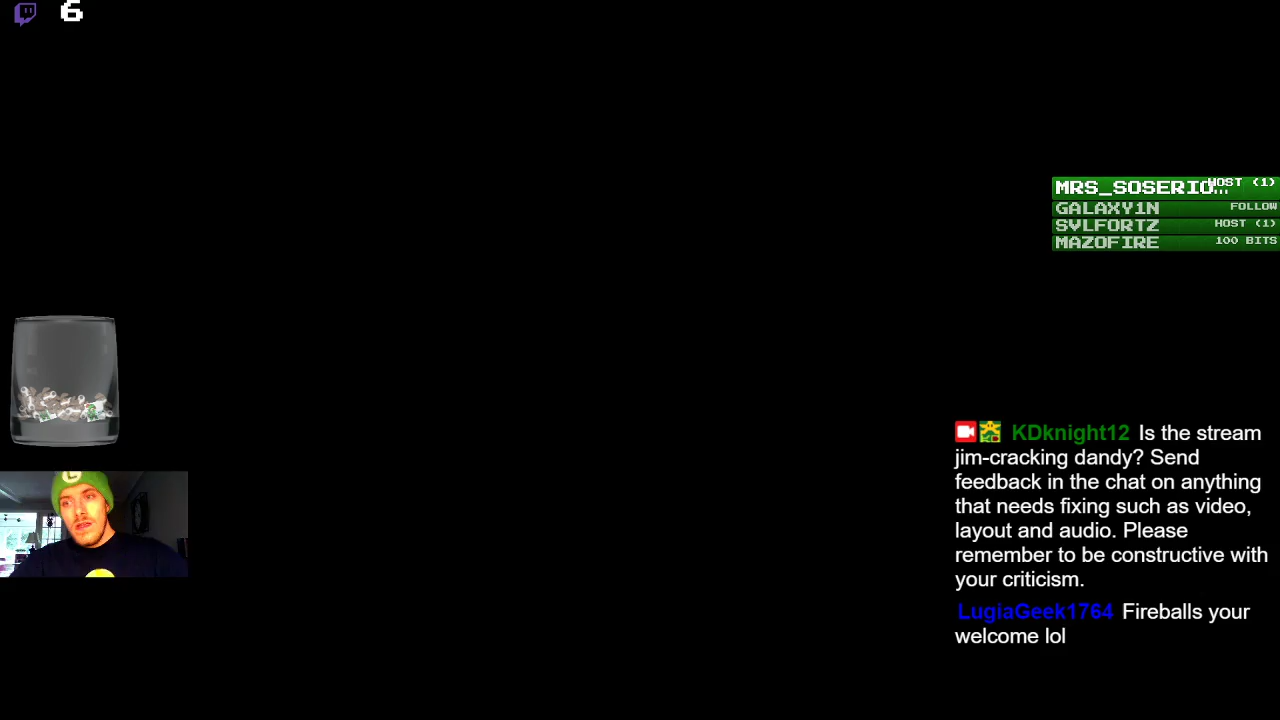 6
MRS_SOSERIO... HOST (1)
GALAXY1N FOLLOW
SVLFORTZ HOST (1)
MAZOFIRE 100 BITS
KDknight12 Is the stream
jim-cracking dandy? Send
feedback in the chat on anything
that needs fixing such as video,
layout and audio. Please
remember to be constructive with
your criticism.
LugiaGeek1764 Fireballs your
welcome lol
L